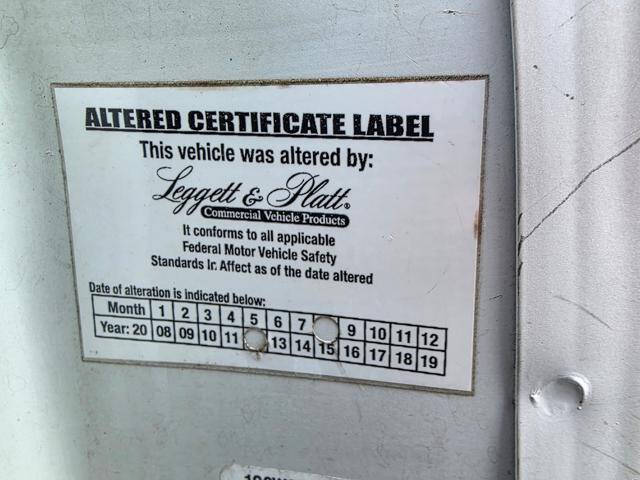 ALTERED CERTIFICATE LABEL
This vehicle was altered by:
Leggett & Platt®
Commercial Vehicle Products
It conforms to all applicable
Federal Motor Vehicle Safety
Standards Ir. Affect as of the date altered
Date of alteration is indicated below:
Month 1 2 3 4 5 6 7 9 10 11 12
Year: 20 08 09 10 11 13 14 15 16 17 18 19